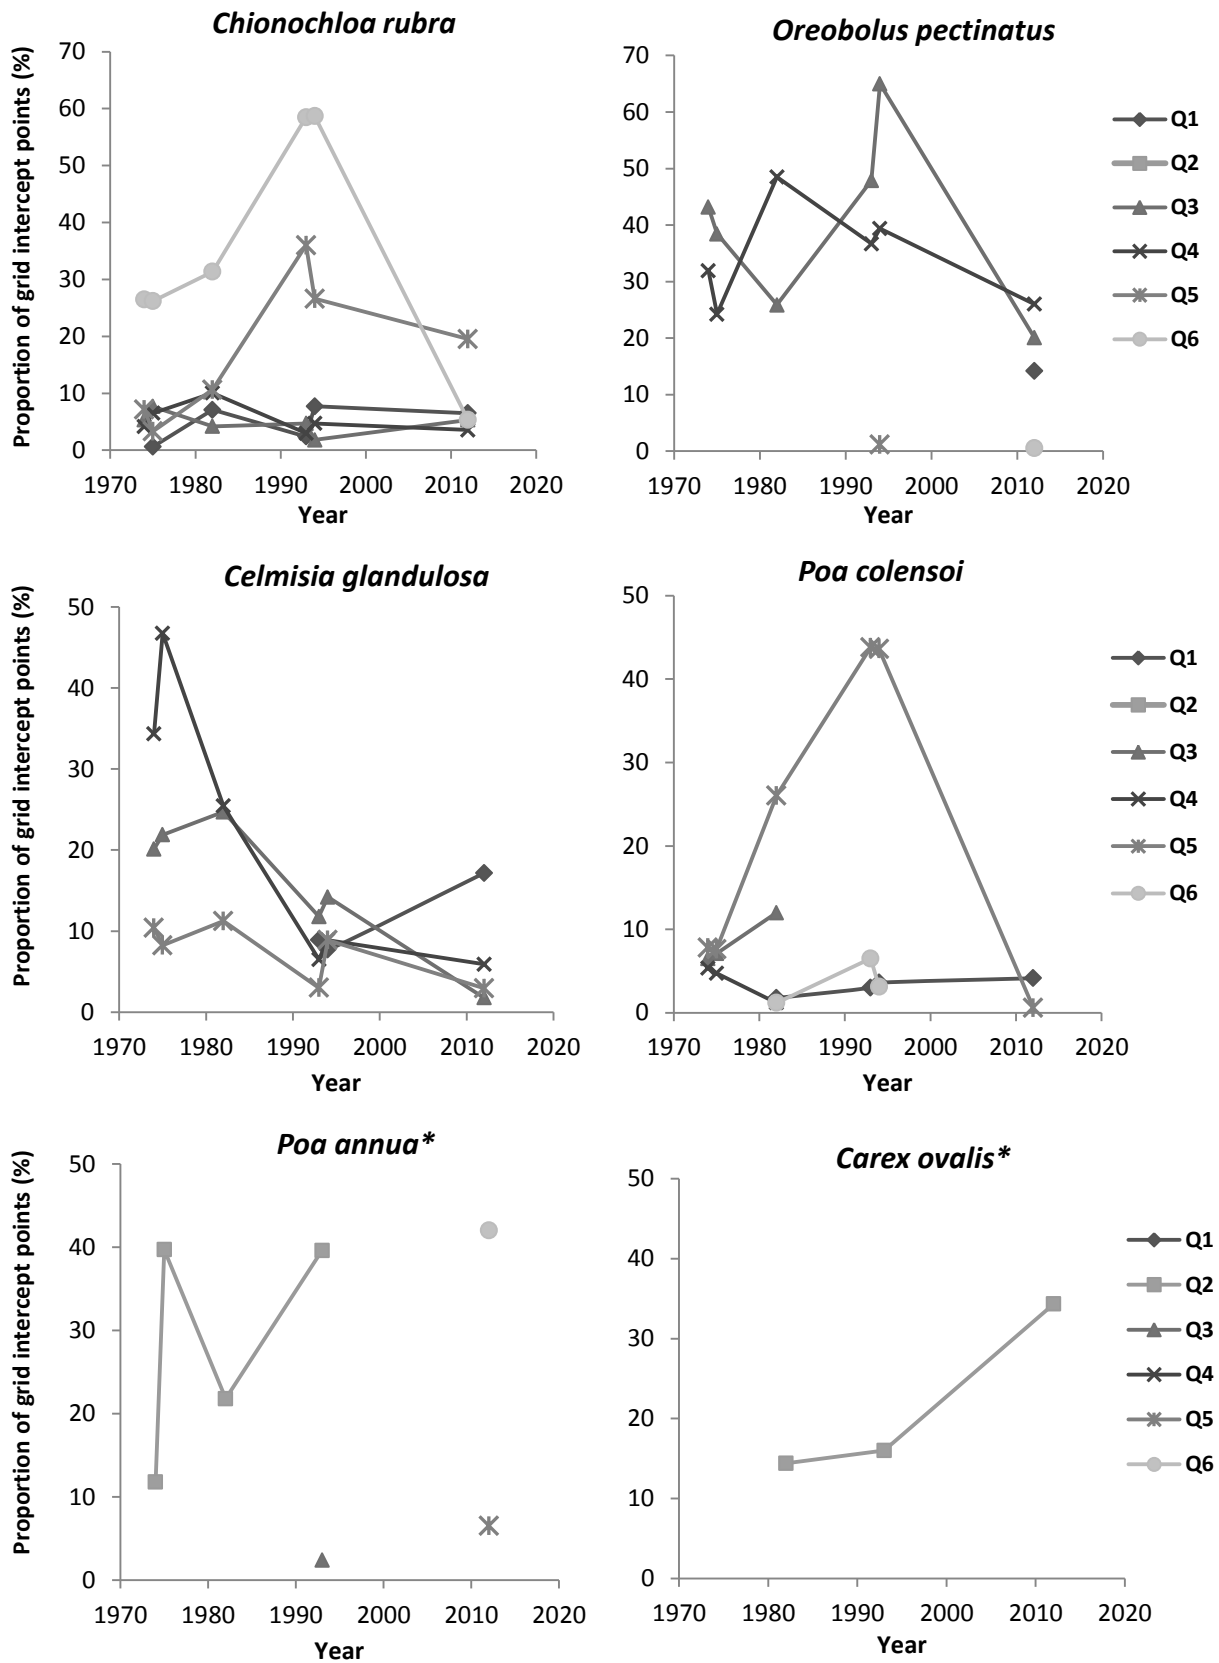 Chionochloa rubra
Proportion of grid intercept points (%)
70
60
50
40
30
20
10
0
1970 1980 1990 2000 2010 2020
Year
Oreobolus pectinatus
70
60
50
40
30
20
10
0
1970 1980 1990 2000 2010 2020
Year
Q1
Q2
Q3
Q4
Q5
Q6
Celmisia glandulosa
Proportion of grid intercept points (%)
50
40
30
20
10
0
1970 1980 1990 2000 2010 2020
Year
Poa colensoi
50
40
30
20
10
0
1970 1980 1990 2000 2010 2020
Year
Q1
Q2
Q3
Q4
Q5
Q6
Poa annua*
Proportion of grid intercept points (%)
50
40
30
20
10
0
1970 1980 1990 2000 2010 2020
Year
Carex ovalis*
50
40
30
20
10
0
1970 1980 1990 2000 2010 2020
Year
Q1
Q2
Q3
Q4
Q5
Q6